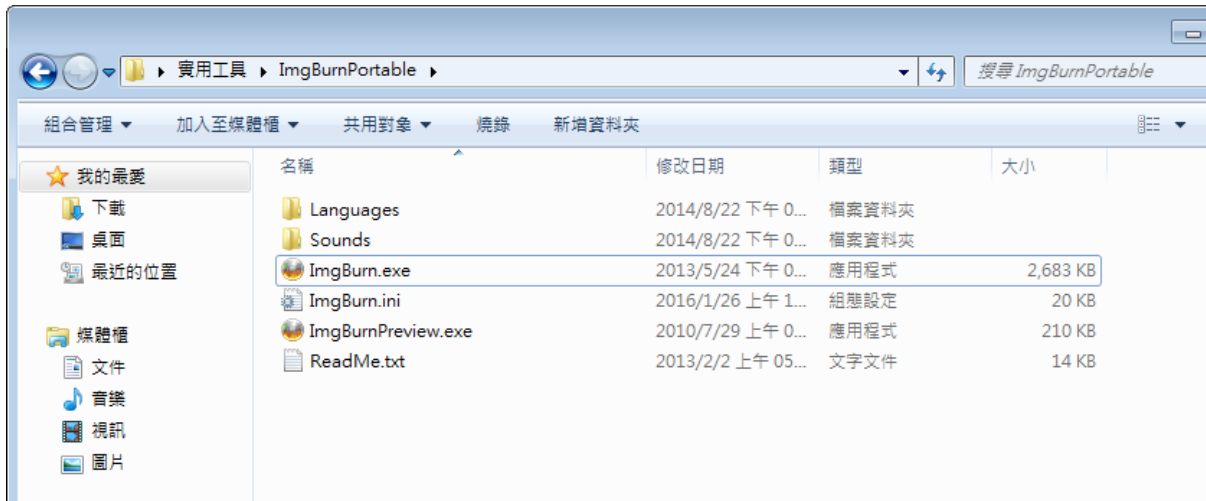 實用工具 ImgBurnPortable 搜尋 ImgBurnPortable
組合管理 加入至媒體櫃 共用對象 燒錄 新增資料夾
我的最愛
下載
桌面
最近的位置
媒體櫃
文件
音樂
視訊
圖片
名稱 修改日期 類型 大小
Languages 2014/8/22 下午 0... 檔案資料夾
Sounds 2014/8/22 下午 0... 檔案資料夾
ImgBurn.exe 2013/5/24 下午 0... 應用程式 2,683 KB
ImgBurn.ini 2016/1/26 上午 1... 組態設定 20 KB
ImgBurnPreview.exe 2010/7/29 上午 0... 應用程式 210 KB
ReadMe.txt 2013/2/2 上午 05... 文字文件 14 KB